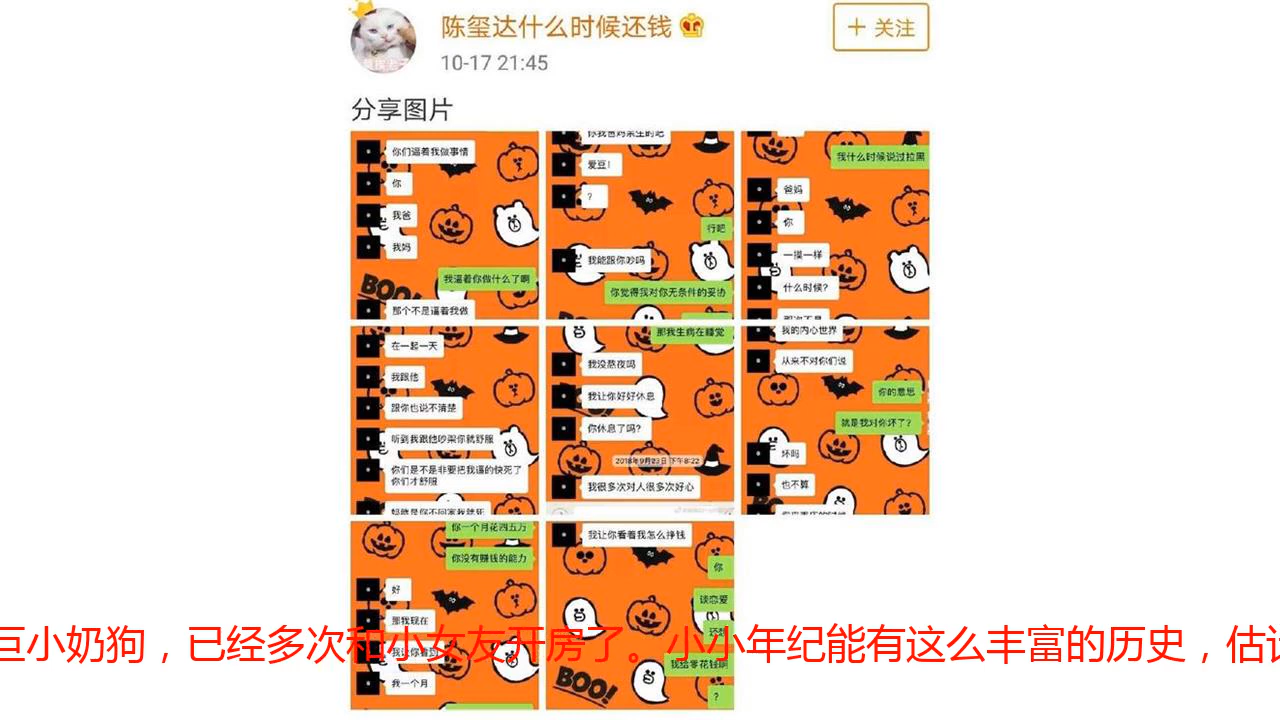 陈玺达什么时候还钱
关注
10-17 21:45
分享图片
你们逼着我做事情
你
我爸
我妈
我逼着你做什么了啊
那个不是逼着我做
爱豆！
？
行吧
我能跟你吵吗
你觉得我对你无条件的妥协
我什么时候说过拉黑
爸妈
你
一摸一样
什么时候？
在一起一天
我跟他
跟你也说不清楚
听到我跟他吵架你就舒服
你们是不是非要把我逼的快死了
你们才舒服
那我生病在睡觉
我没熬夜吗
我让你好好休息
你休息了吗？
2018年9月23日 下午8:22
我很多次对人很多次好心
我的内心世界
从来不对你们说
你的意思
就是我对你坏了？
坏吗
也不算
你一个月花四五万
你没有赚钱的能力
好
那我现在
我让你看到
我一个月
BOO!
我让你看着我怎么挣钱
你
谈恋爱
还想
我给零花钱啊
？
BOO!
巨小奶狗，已经多次和小女友开房了。小小年纪能有这么丰富的历史，估